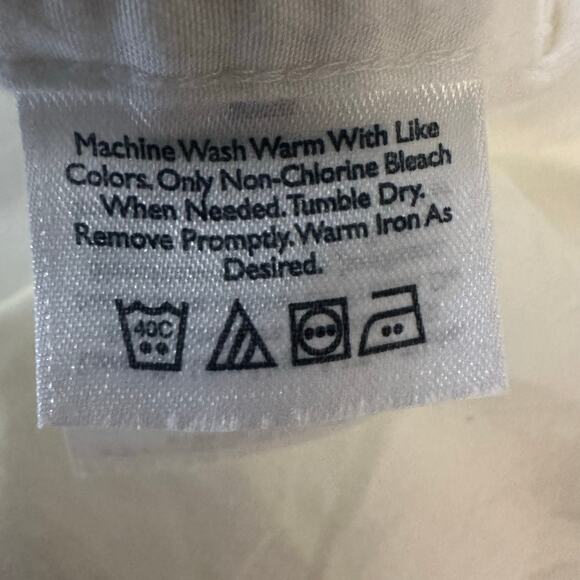 Machine Wash Warm With Like
Colors. Only Non-Chlorine Bleach
When Needed. Tumble Dry.
Remove Promptly. Warm Iron As
Desired.
40C